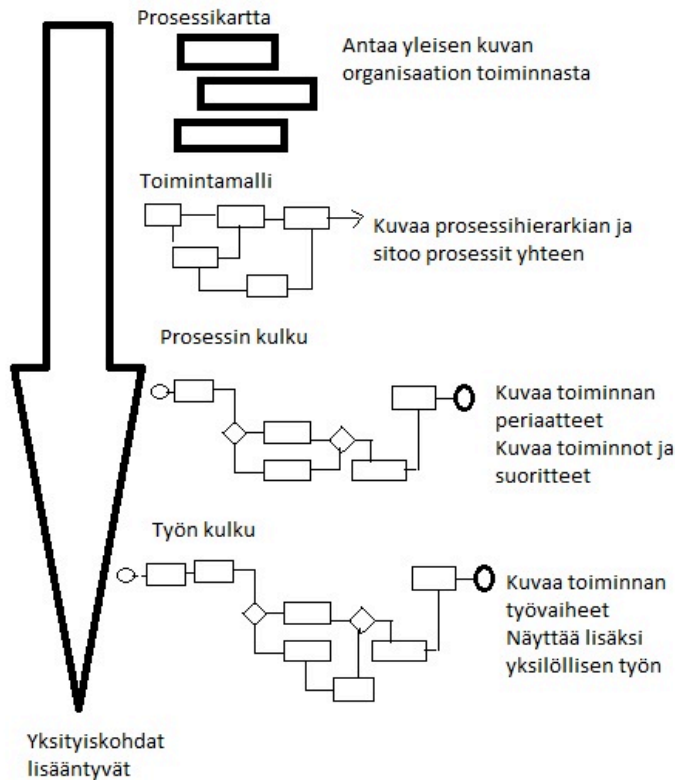 Prosessikartta
Antaa yleisen kuvan
organisaation toiminnasta
Toimintamalli
Kuvaa prosessihierarkian ja
sitoo prosessit yhteen
Prosessin kulku
Kuvaa toiminnan
periaatteet
Kuvaa toiminnot ja
suoritteet
Työn kulku
Kuvaa toiminnan
työvaiheet
Näyttää lisäksi
yksilöllisen työn
Yksityiskohdat
lisääntyvät